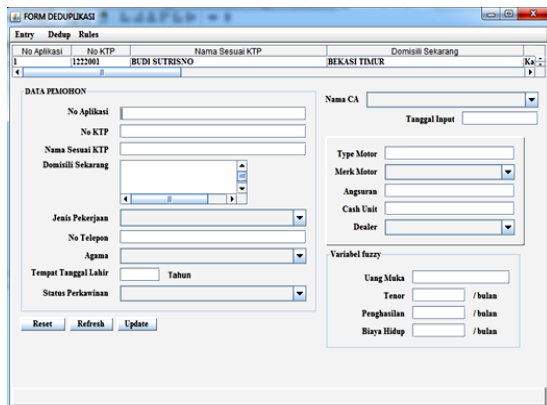 FORM DEDUPLIKASI
Entry Dedup Rules
No Aplikasi No KTP Nama Sesuai KTP Domisili Sekarang
1 1222001 BUDI SUTRISNO BEKASI TIMUR Ka
DATA PEMOHON
No Aplikasi
No KTP
Nama Sesuai KTP
Domisili Sekarang
Jenis Pekerjaan
No Telepon
Agama
Tempat Tanggal Lahir Tahun
Status Perkawinan
Reset Refresh Update
Nama CA
Tanggal Input
Type Motor
Merk Motor
Angsuran
Cash Unit
Dealer
Variabel fuzzy
Uang Muka
Tenor / bulan
Penghasilan / bulan
Biaya Hidup / bulan